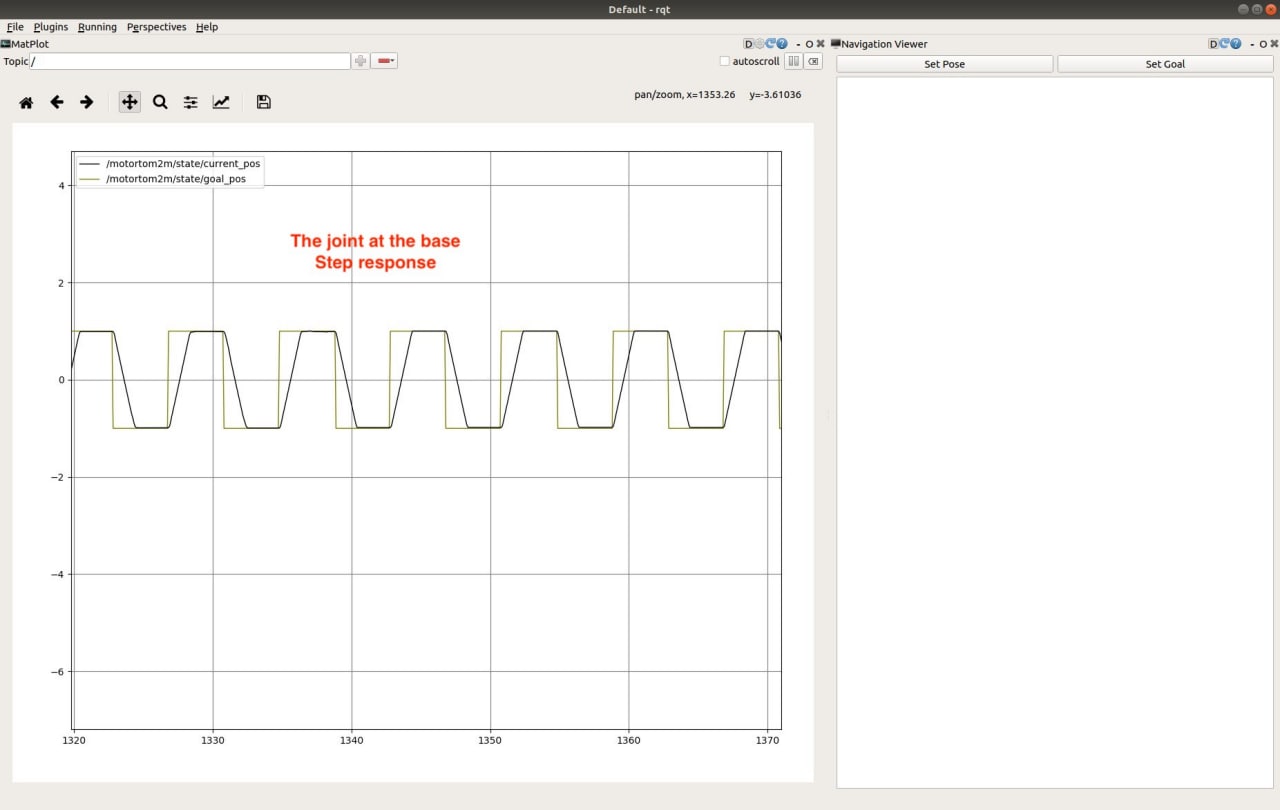 Default - rqt
File Plugins Running Perspectives Help
MatPlot
D
- O
Navigation Viewer
D
- O
Topic /
autoscroll
Set Pose
Set Goal
pan/zoom, x=1353.26 y=-3.61036
/motortom2m/state/current_pos
/motortom2m/state/goal_pos
The joint at the base
Step response
4
2
0
−2
−4
−6
1320 1330 1340 1350 1360 1370